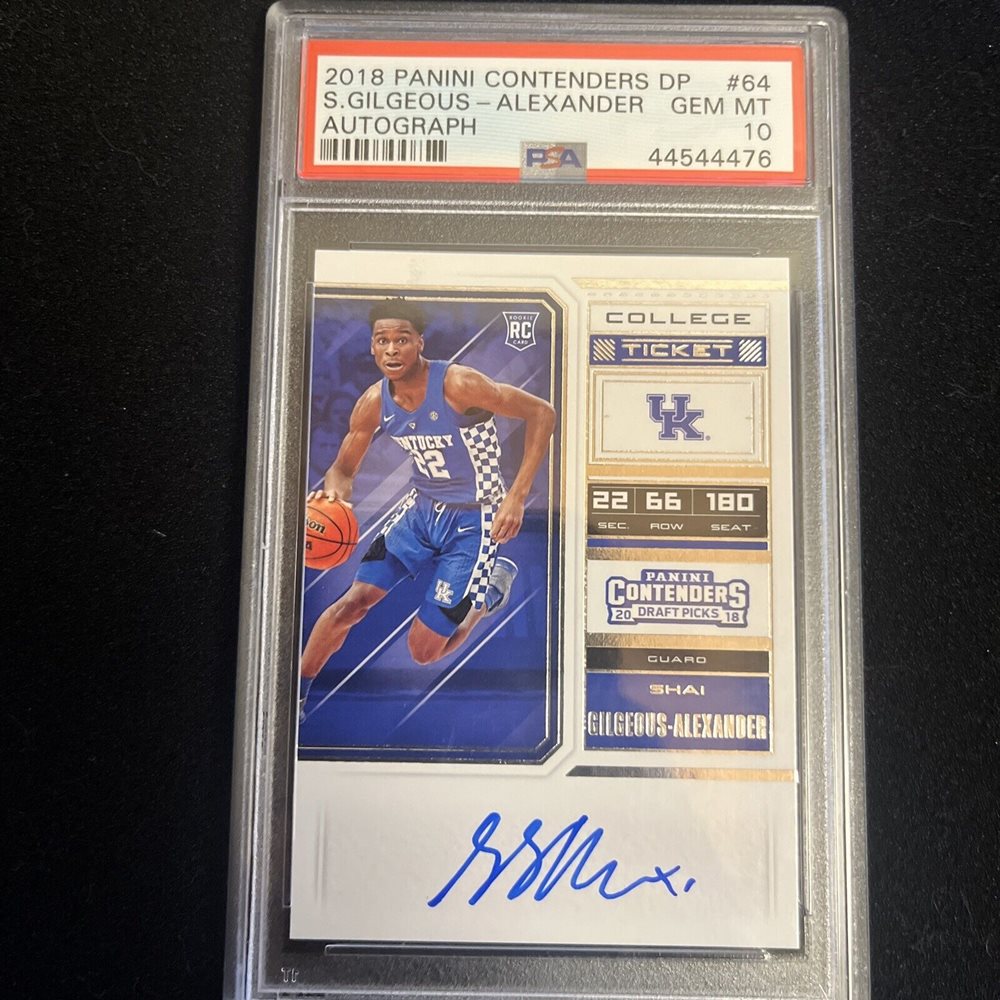 2018 PANINI CONTENDERS DP #64
S.GILGEOUS-ALEXANDER GEM MT
AUTOGRAPH 10
PSA 44544476
ROOKIE
RC
CARD
COLLEGE
TICKET
UK
22 66 180
SEC. ROW SEAT
PANINI
CONTENDERS
20 DRAFT PICKS 18
GUARD
SHAI
GILGEOUS-ALEXANDER
KENTUCKY
22
UK